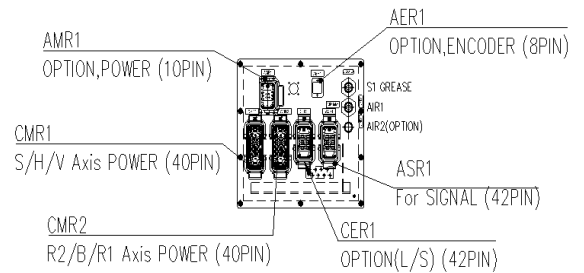 AER1
OPTION,ENCODER (8PIN)
AMR1
OPTION,POWER (10PIN)
S1 GREASE
AIR1
AIR2(OPTION)
CMR1
S/H/V Axis POWER (40PIN)
ASR1
For SIGNAL (42PIN)
CMR2
R2/B/R1 Axis POWER (40PIN)
CER1
OPTION(L/S) (42PIN)